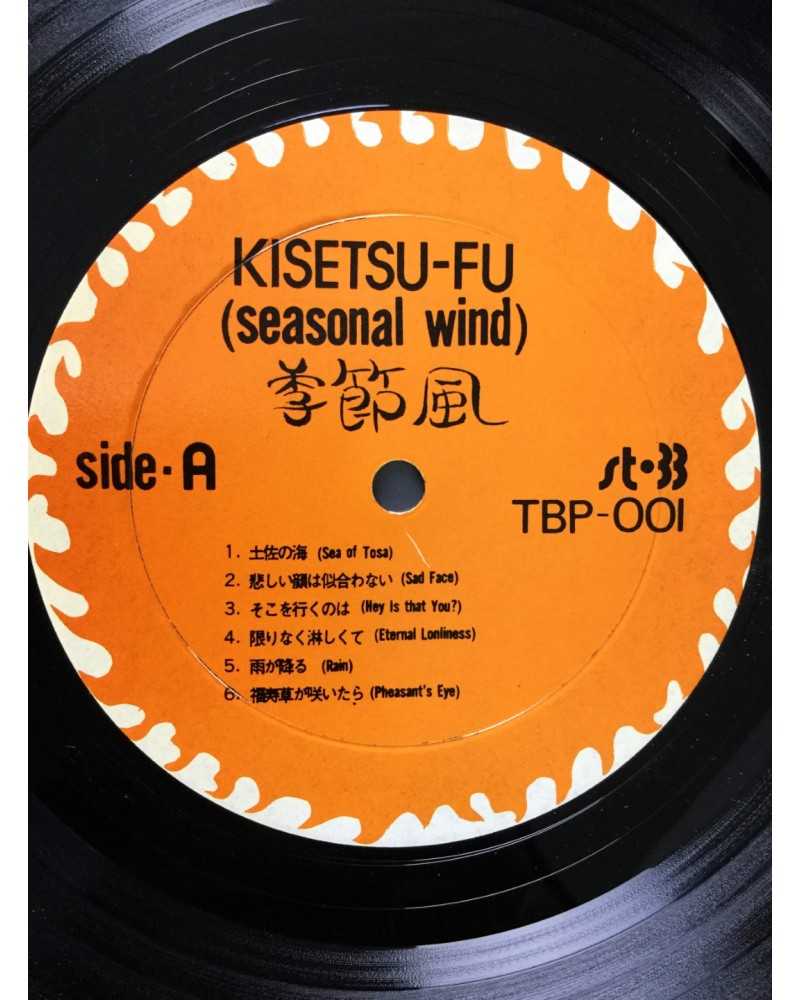 KISETSU-FU
(seasonal wind)
季節風
side・A
st・33
TBP-001
1. 土佐の海 (Sea of Tosa)
2. 悲しい顔は似合わない (Sad Face)
3. そこを行くのは (Hey Is that You?)
4. 限りなく淋しくて (Eternal Lonliness)
5. 雨が降る (Rain)
6. 福寿草が咲いたら (Pheasant's Eye)